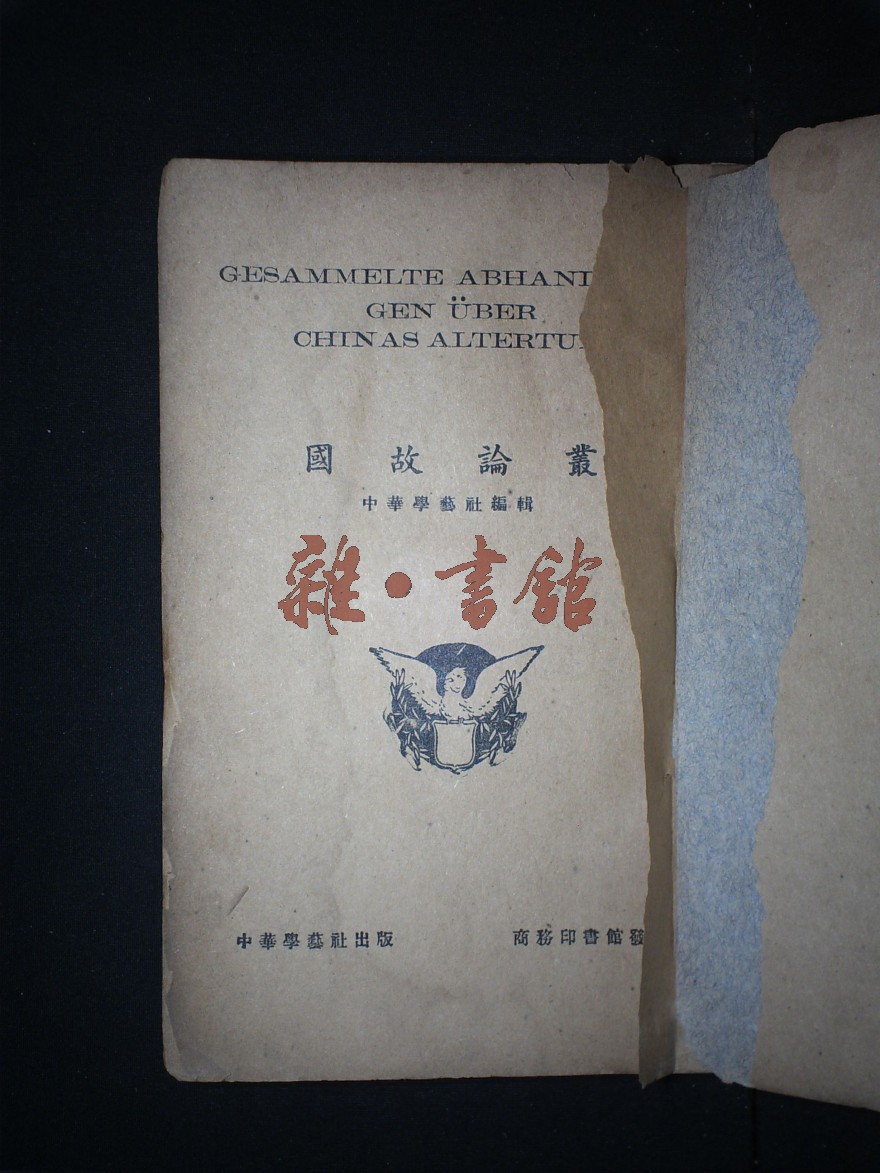 GESAMMELTE ABHAN
GEN ÜBER
CHINAS ALTERTU
國故論叢
中華學藝社編輯
雜·書館
中華學藝社出版
商務印書館發